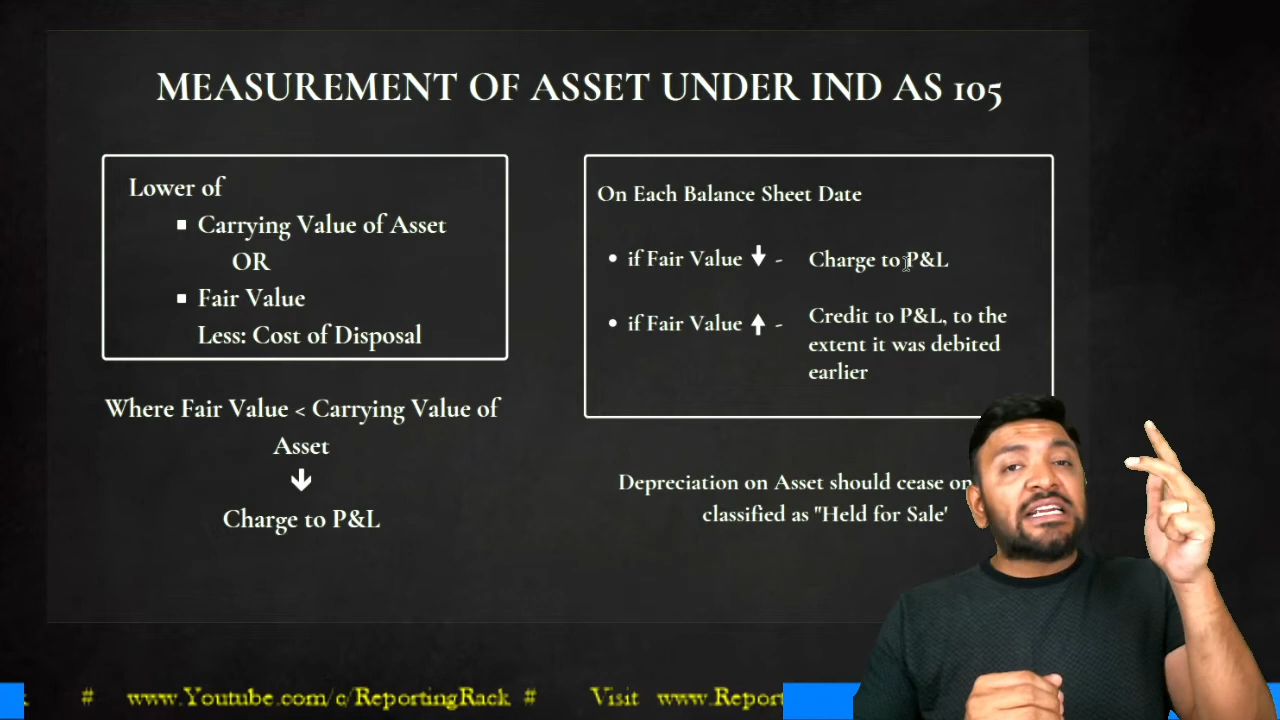 MEASUREMENT OF ASSET UNDER IND AS 105
Lower of
Carrying Value of Asset
OR
Fair Value
Less: Cost of Disposal
Where Fair Value < Carrying Value of
Asset
Charge to P&L
On Each Balance Sheet Date
if Fair Value - Charge to P&L
if Fair Value - Credit to P&L, to the
extent it was debited
earlier
Depreciation on Asset should cease
classified as "Held for Sale'
# www.Youtube.com/c/ReportingRack # Visit